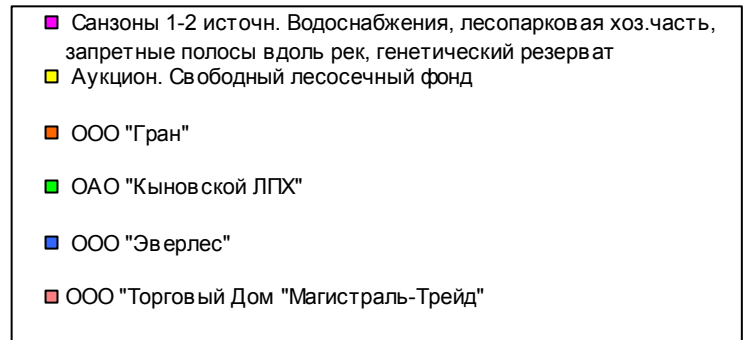 Санзоны 1-2 источн. Водоснабжения, лесопарковая хоз.часть,
запретные полосы вдоль рек, генетический резерват
Аукцион. Свободный лесосечный фонд
ООО "Гран"
ОАО "Кыновской ЛПХ"
ООО "Эверлес"
ООО "Торговый Дом "Магистраль-Трейд"